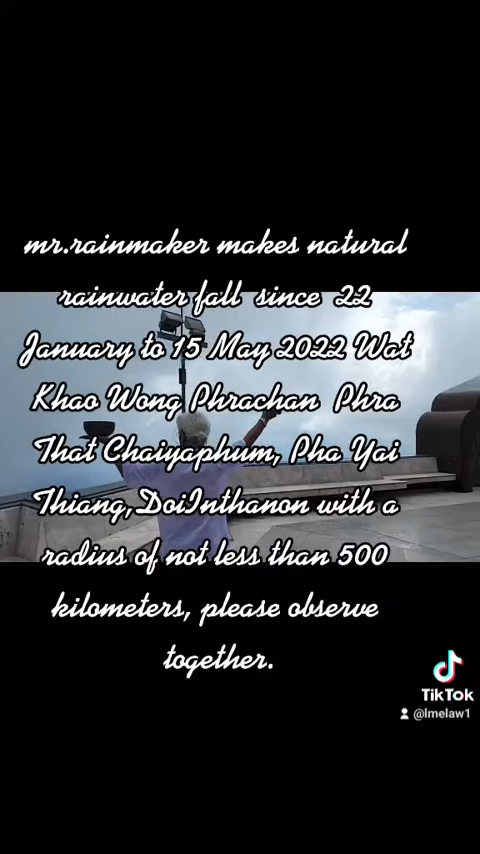 mr.rainmaker makes natural
rainwater fall since 22
January to 15 May 2022 Wat
Khao Wong Phrachan Phra
That Chaiyaphum, Pha Yai
Thiang,DoiInthanon with a
radius of not less than 500
kilometers, please observe
together.
TikTok
@lmelaw1